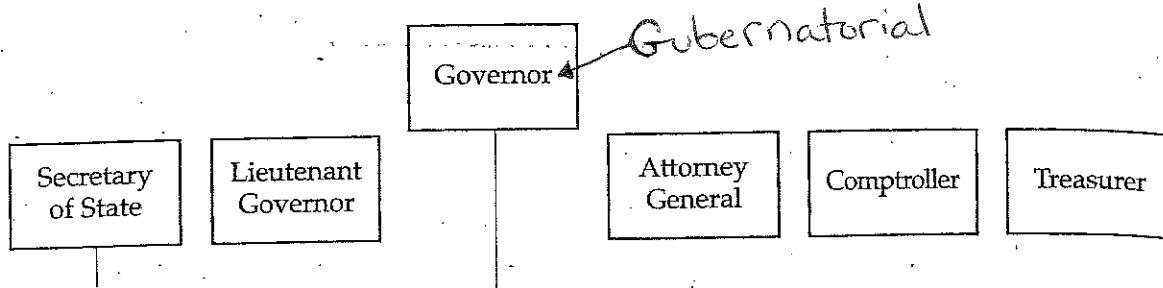 Gubernatorial
Governor
Secretary
of State
Lieutenant
Governor
Attorney
General
Comptroller
Treasurer